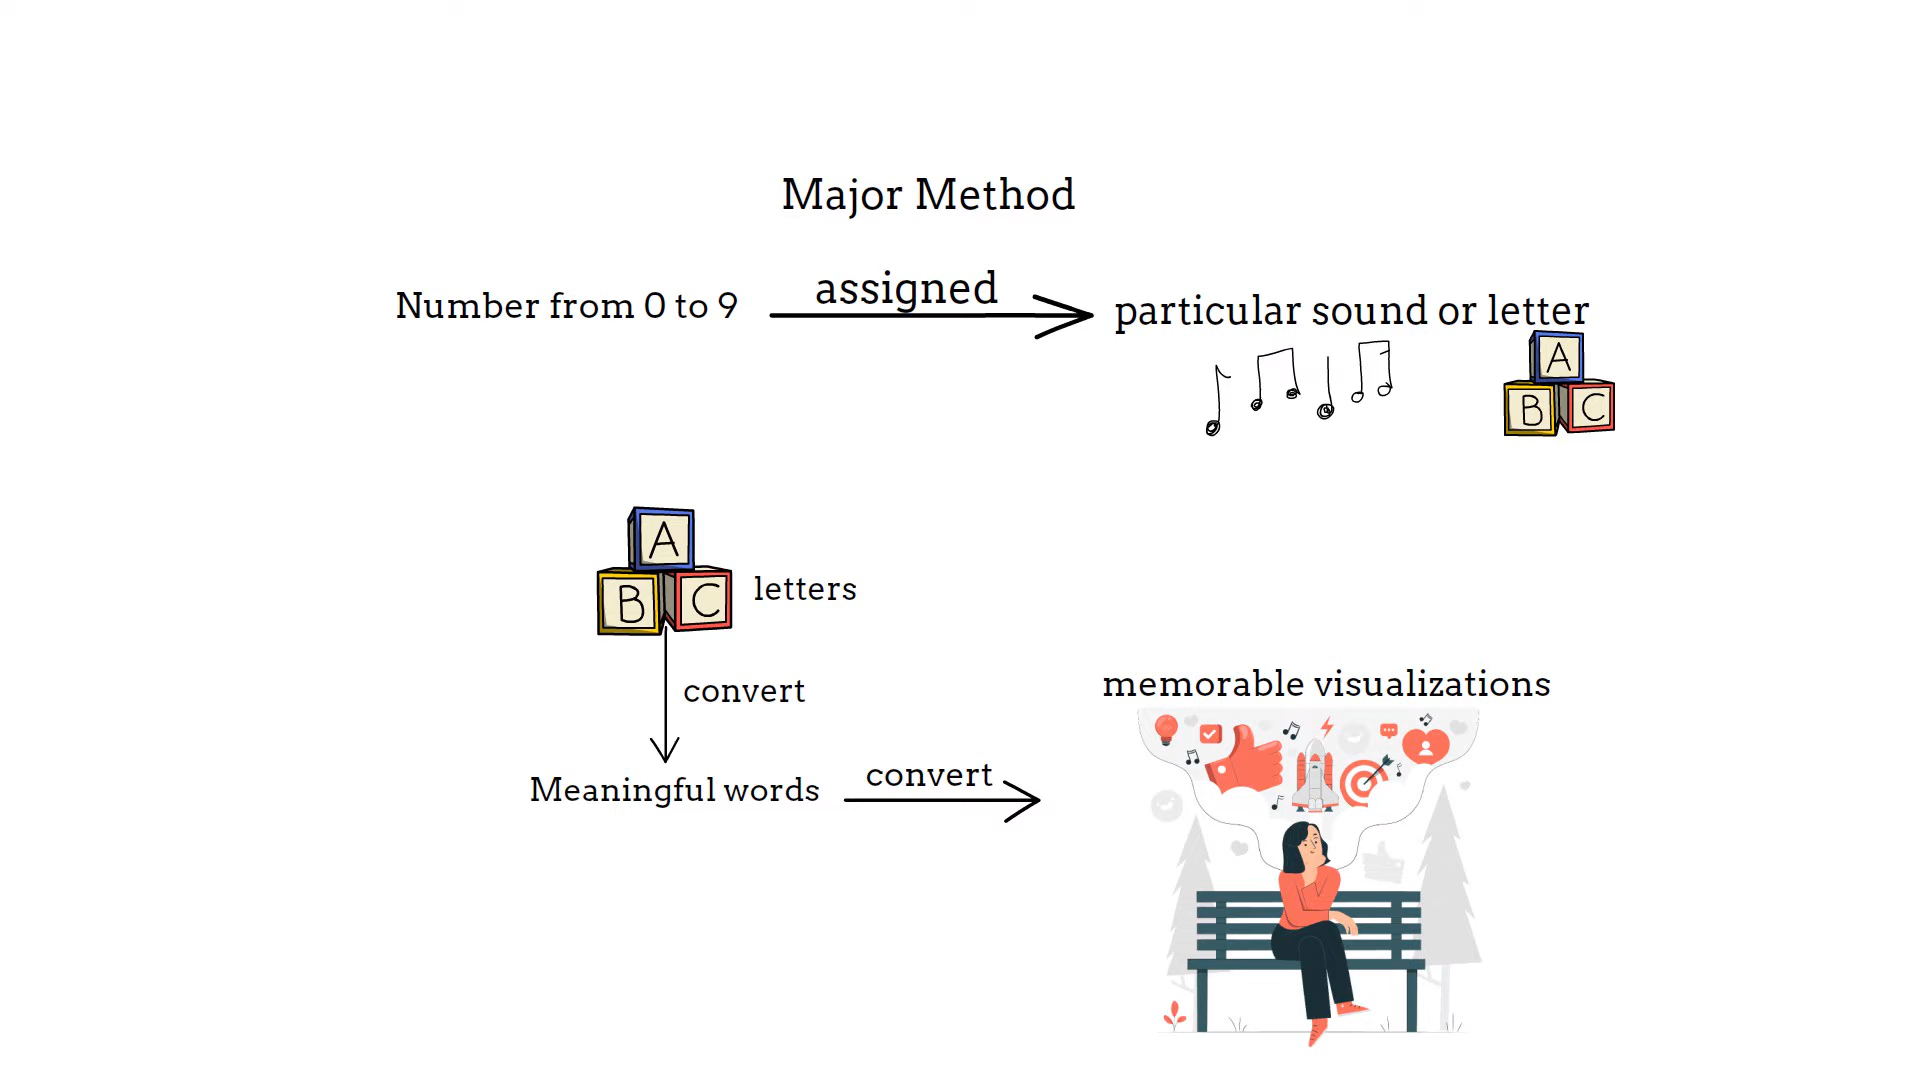 Major Method
assigned
Number from 0 to 9
particular sound or letter
A
B C
A
B C
letters
convert
Meaningful words
convert
memorable visualizations